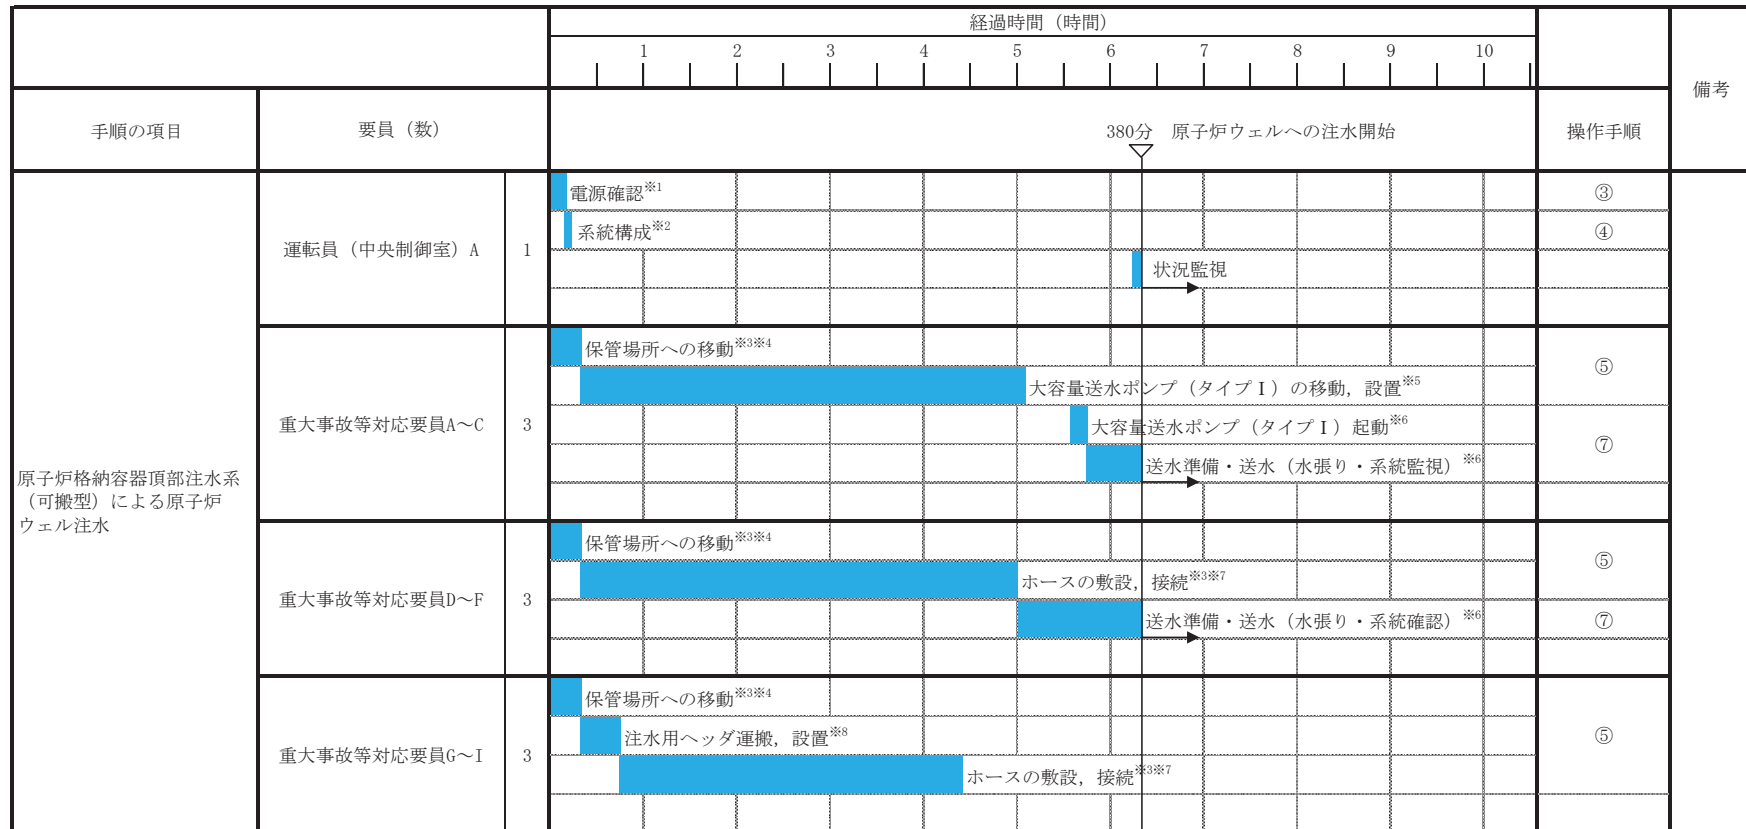 経過時間（時間）
1 2 3 4 5 6 7 8 9 10
備考
手順の項目
要員（数）
380分 原子炉ウェルへの注水開始
操作手順
原子炉格納容器頂部注水系
（可搬型）による原子炉
ウェル注水
運転員（中央制御室）A
1
電源確認※1
③
系統構成※2
④
状況監視
重大事故等対応要員A～C
3
保管場所への移動※3※4
⑤
大容量送水ポンプ（タイプⅠ）の移動，設置※5
大容量送水ポンプ（タイプⅠ）起動※6
⑦
送水準備・送水（水張り・系統監視）※6
重大事故等対応要員D～F
3
保管場所への移動※3※4
⑤
ホースの敷設，接続※3※7
送水準備・送水（水張り・系統確認）※6
⑦
重大事故等対応要員G～I
3
保管場所への移動※3※4
注水用ヘッダ運搬，設置※8
⑤
ホースの敷設，接続※3※7